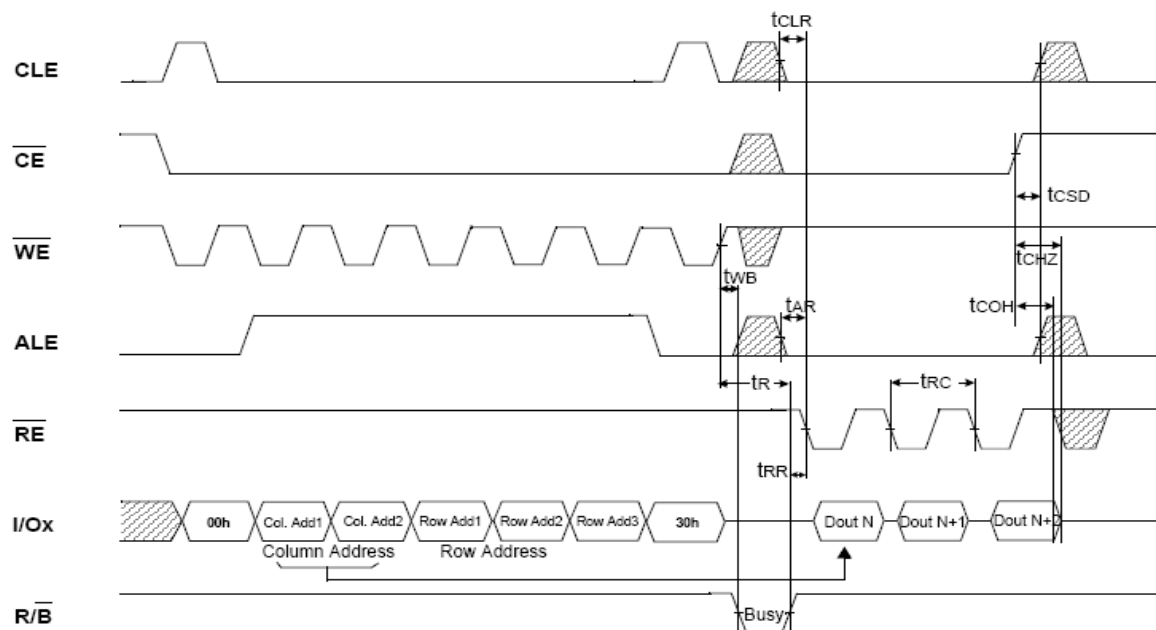 tCLR
CLE
CE
tCSD
WE
tCHZ
tWB
tAR
tCOH
ALE
tR
tRC
RE
tRR
I/Ox
00h
Col. Add1
Col. Add2
Row Add1
Row Add2
Row Add3
30h
Dout N
Dout N+1
Dout N+2
Column Address
Row Address
R/B
Busy